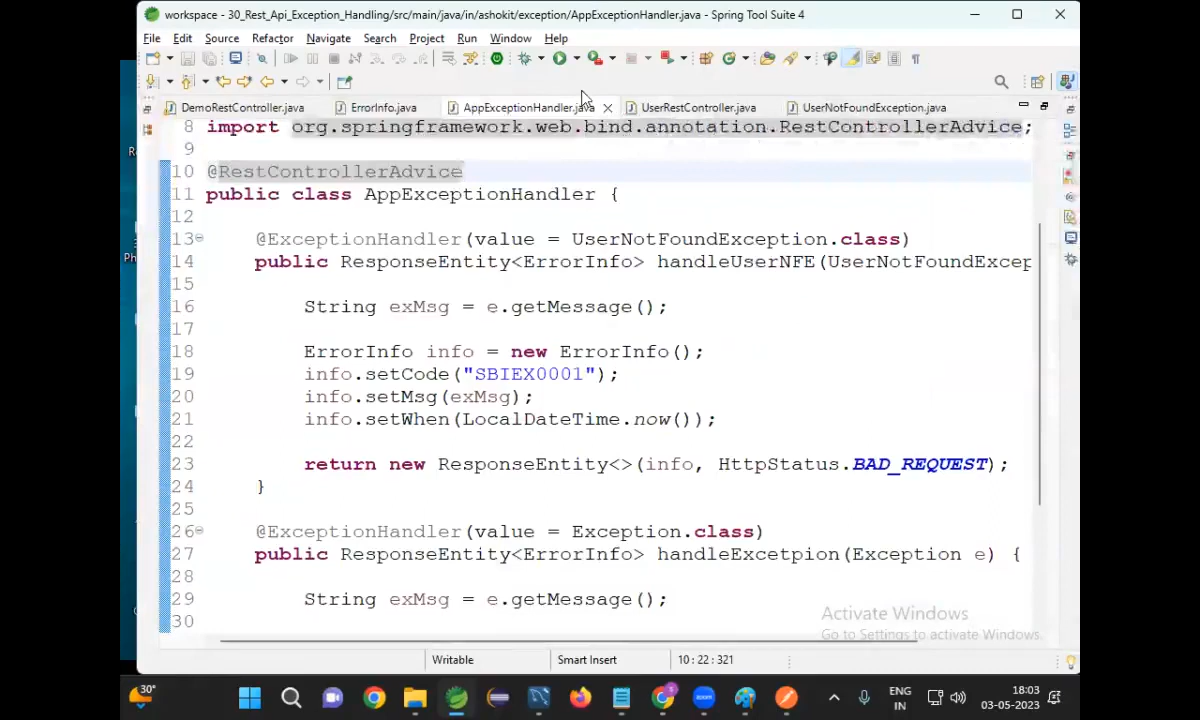 workspace - 30_Rest_Api_Exception_Handling/src/main/java/in/ashokit/exception/AppExceptionHandler.java - Spring Tool Suite 4
File Edit Source Refactor Navigate Search Project Run Window Help
DemoRestController.java ErrorInfo.java AppExceptionHandler.java UserRestController.java UserNotFoundException.java
8 import org.springframework.web.bind.annotation.RestControllerAdvice;
9
10 @RestControllerAdvice
11 public class AppExceptionHandler {
12
13 @ExceptionHandler(value = UserNotFoundException.class)
14 public ResponseEntity<ErrorInfo> handleUserNFE(UserNotFoundExcep
15
16 String exMsg = e.getMessage();
17
18 ErrorInfo info = new ErrorInfo();
19 info.setCode("SBIEX0001");
20 info.setMsg(exMsg);
21 info.setWhen(LocalDateTime.now());
22
23 return new ResponseEntity<>(info, HttpStatus.BAD_REQUEST);
24 }
25
26 @ExceptionHandler(value = Exception.class)
27 public ResponseEntity<ErrorInfo> handleExcetpion(Exception e) {
28
29 String exMsg = e.getMessage();
30
Activate Windows
Go to Settings to activate Windows.
Writable Smart Insert 10 : 22 : 321
30° ENG 18:03
IN 03-05-2023